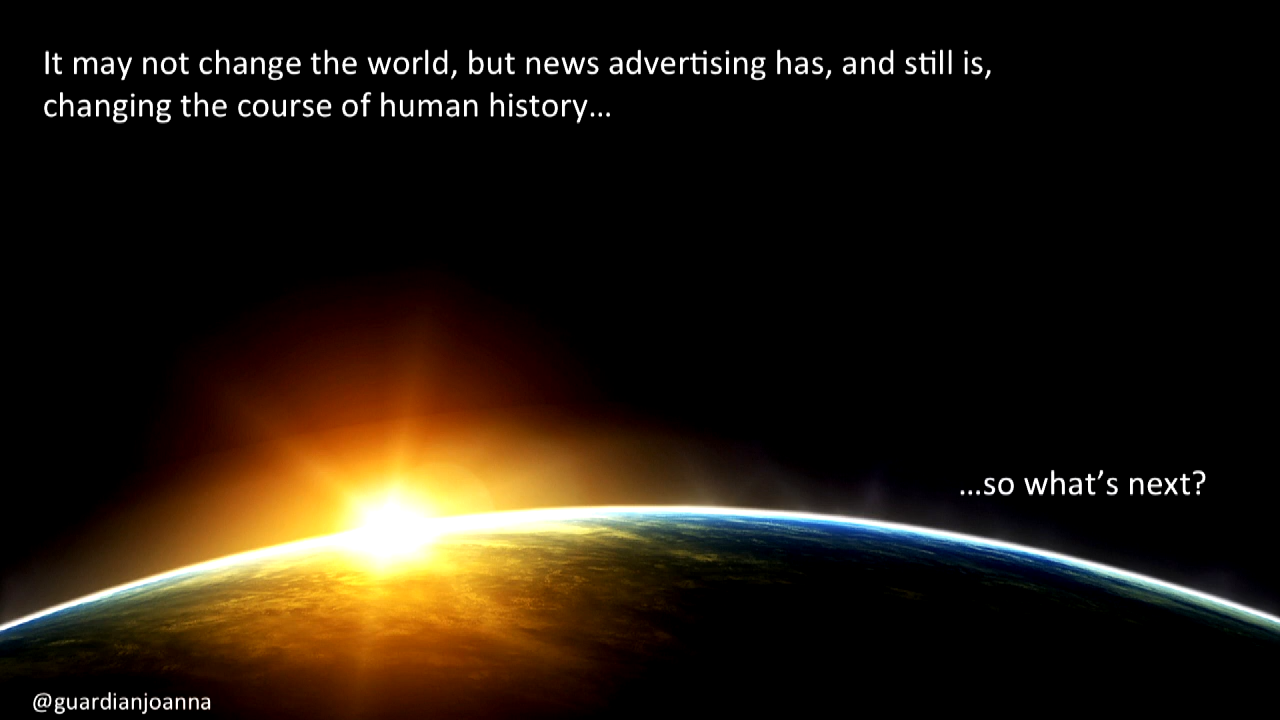 It may not change the world, but news advertising has, and still is,
changing the course of human history…
…so what’s next?
@guardianjoanna